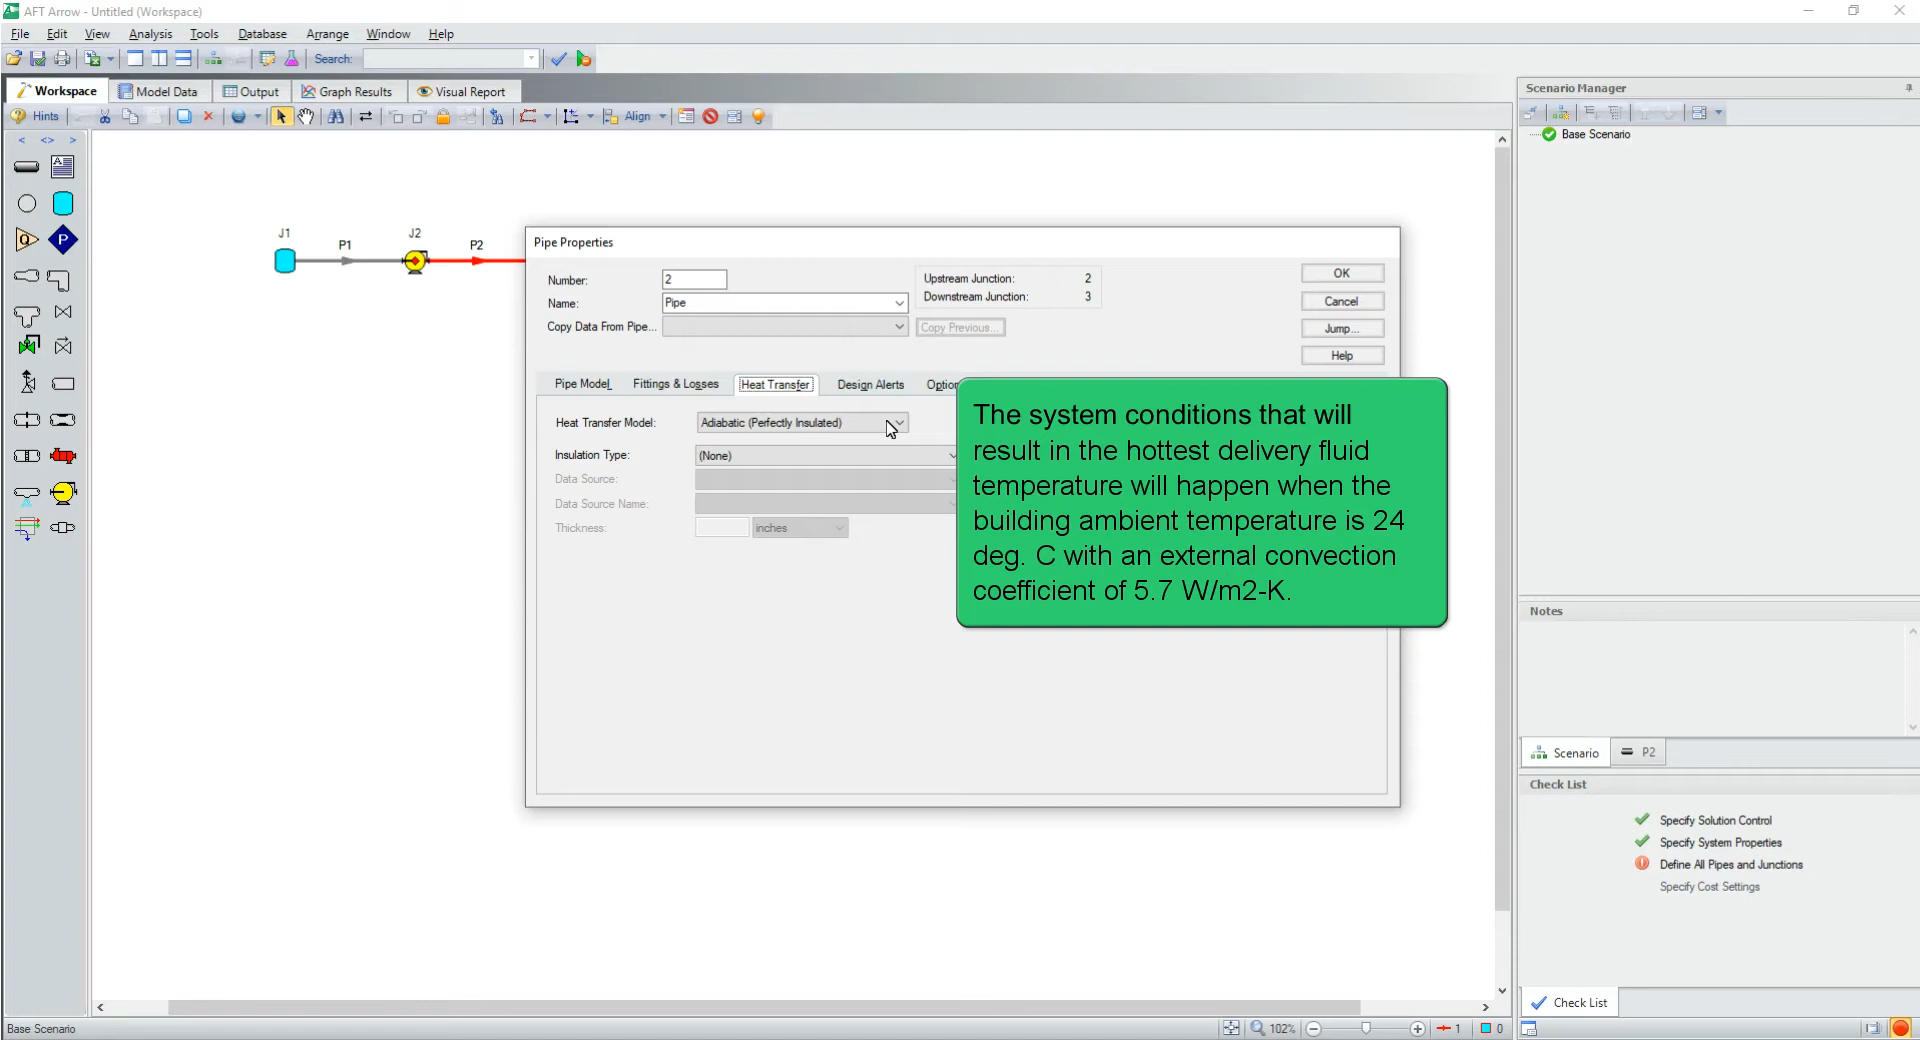 AFT Arrow - Untitled (Workspace)
File Edit View Analysis Tools Database Arrange Window Help
Search:
Workspace Model Data Output Graph Results Visual Report
Hints Align
Scenario Manager
Base Scenario
< <> >
J1 P1 J2 P2
Pipe Properties
Number: 2
Name: Pipe
Copy Data From Pipe...
Copy Previous...
Upstream Junction: 2
Downstream Junction: 3
OK
Cancel
Jump...
Help
Pipe Model Fittings & Losses Heat Transfer Design Alerts Option
Heat Transfer Model: Adiabatic (Perfectly Insulated)
Insulation Type: (None)
Data Source:
Data Source Name:
Thickness: inches
The system conditions that will
result in the hottest delivery fluid
temperature will happen when the
building ambient temperature is 24
deg. C with an external convection
coefficient of 5.7 W/m2-K.
Notes
Scenario P2
Check List
Specify Solution Control
Specify System Properties
Define All Pipes and Junctions
Specify Cost Settings
Check List
Base Scenario
102% 1 0